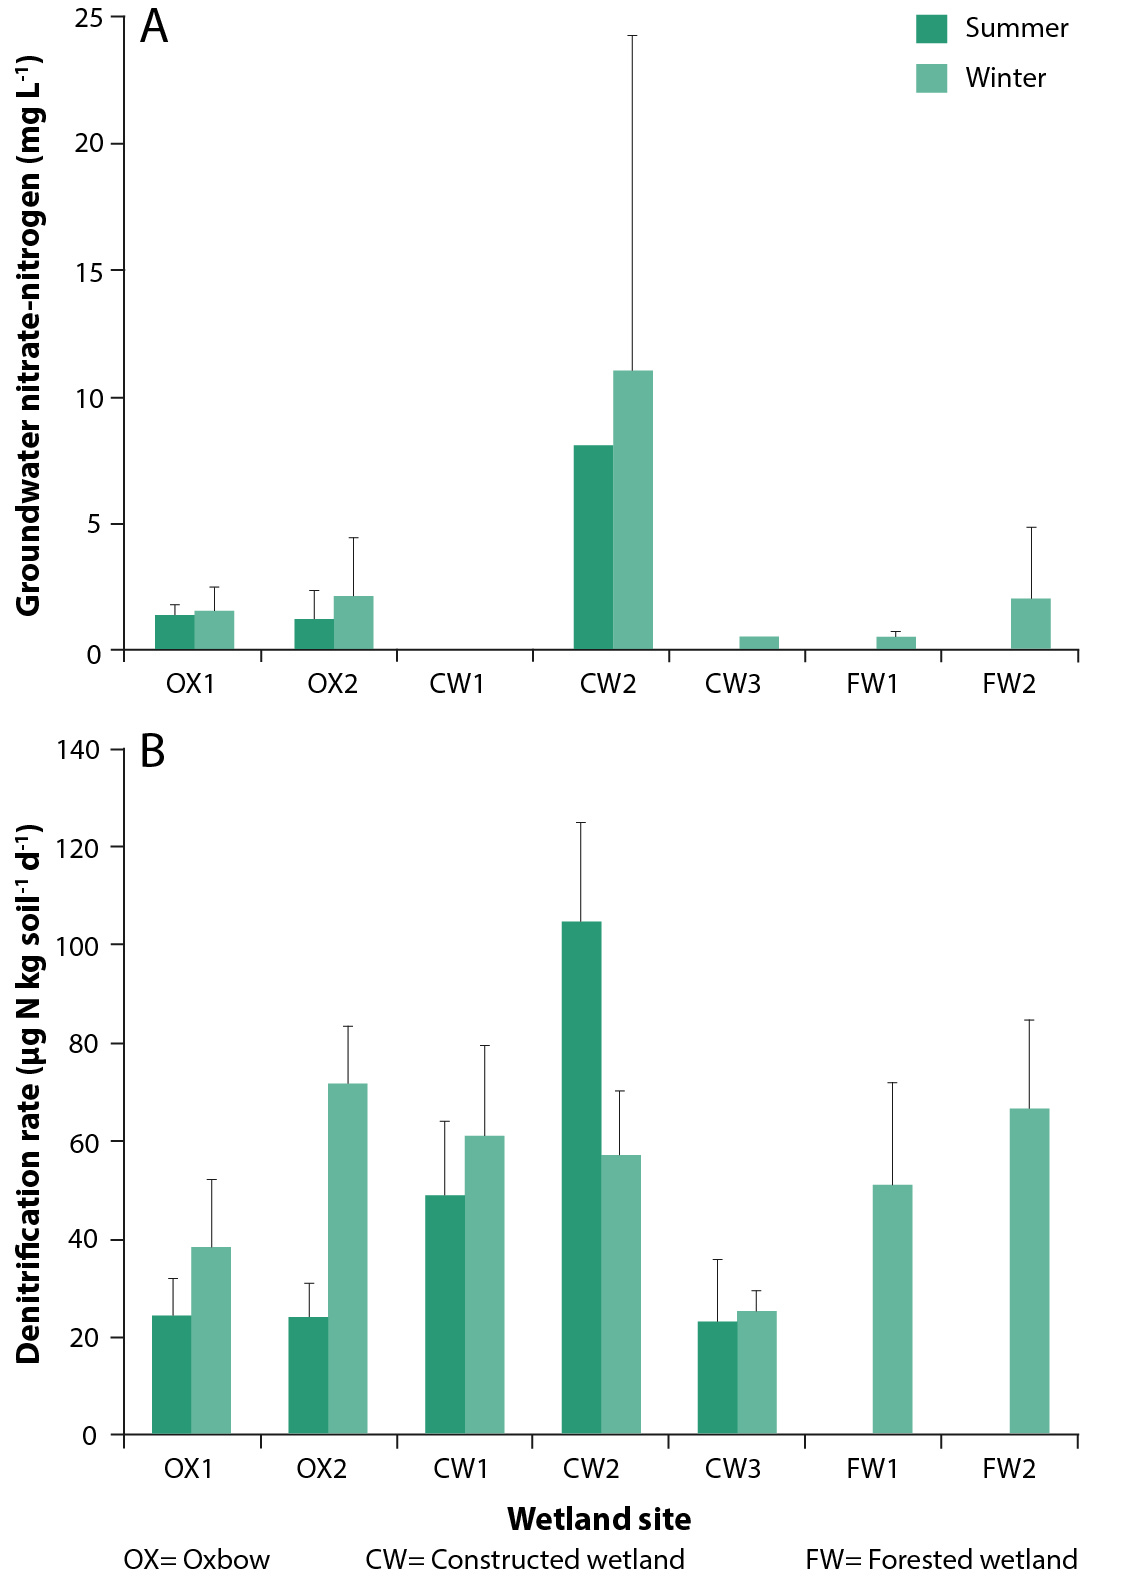 A
Summer
Winter
Groundwater nitrate-nitrogen (mg L⁻¹)
25
20
15
10
5
0
OX1 OX2 CW1 CW2 CW3 FW1 FW2
B
Denitrification rate (µg N kg soil⁻¹ d⁻¹)
140
120
100
80
60
40
20
0
OX1 OX2 CW1 CW2 CW3 FW1 FW2
Wetland site
OX= Oxbow CW= Constructed wetland FW= Forested wetland